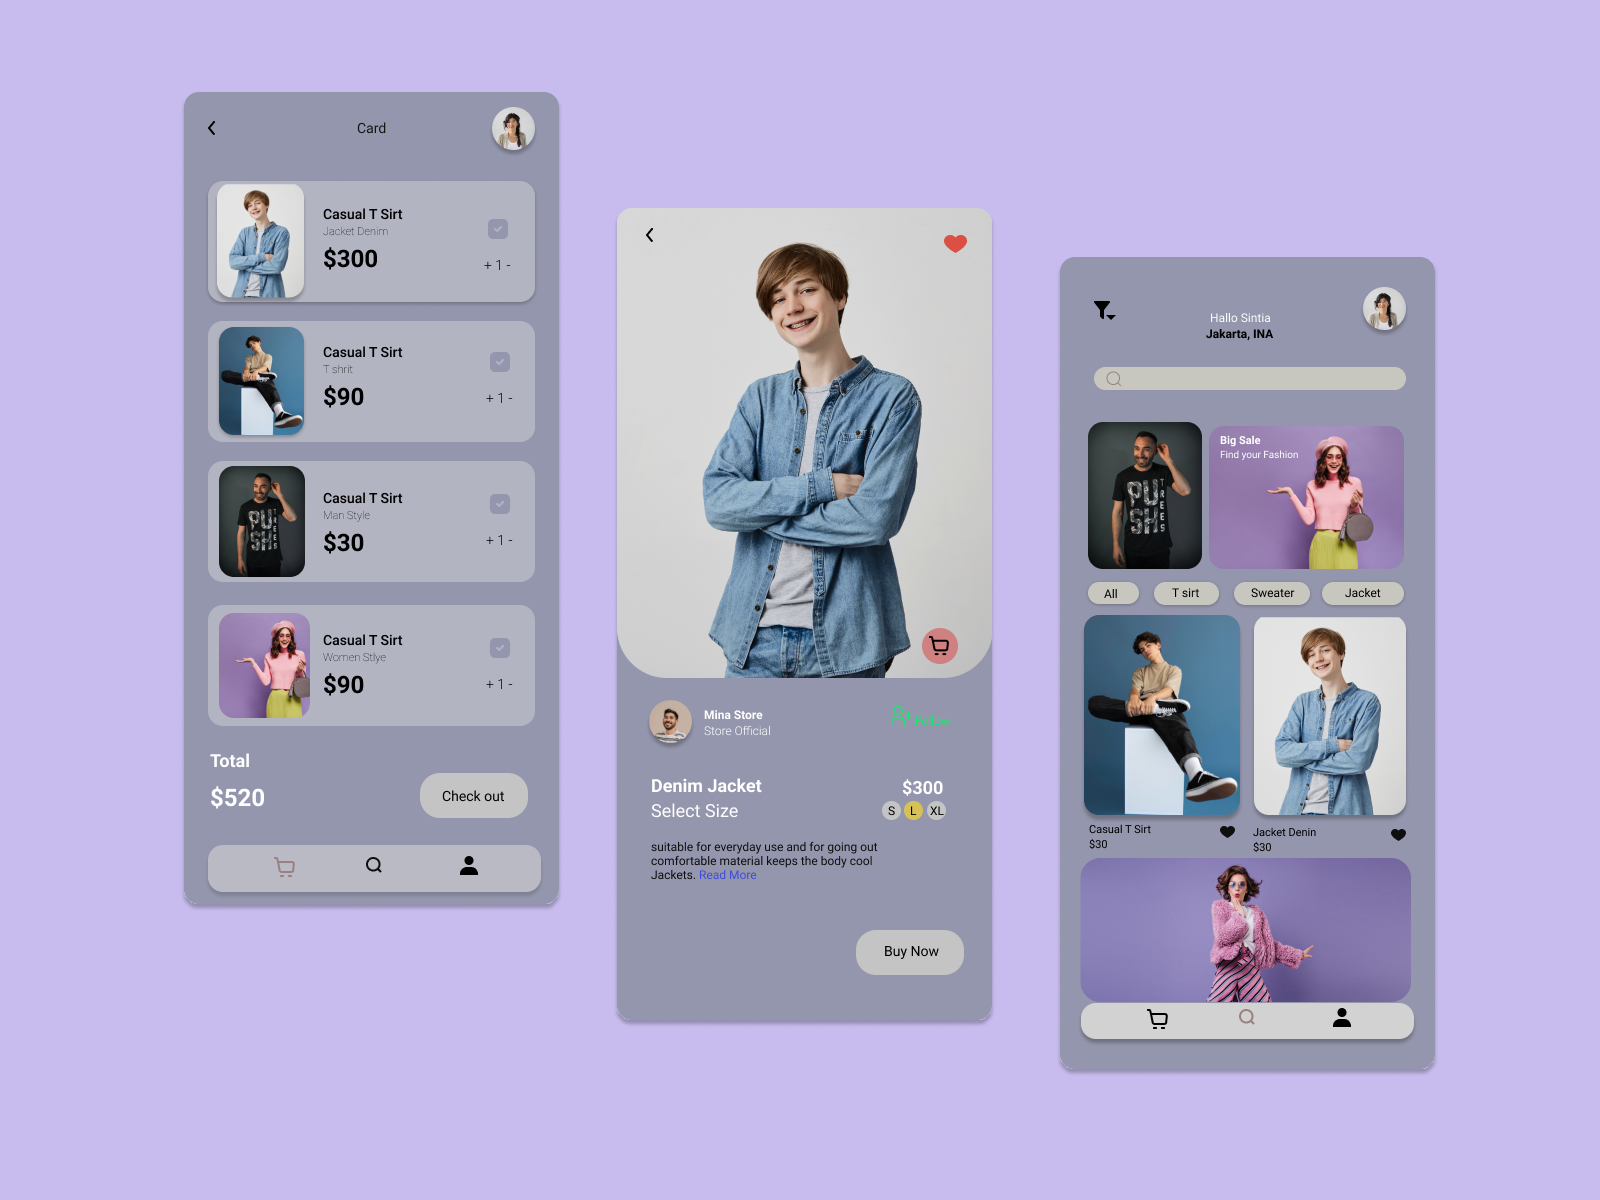 Card
Casual T Sirt
Jacket Denim
$300
+ 1 -
Casual T Sirt
T shrit
$90
+ 1 -
Casual T Sirt
Man Style
$30
+ 1 -
PUSH
TREES
Casual T Sirt
Women Stlye
$90
+ 1 -
Total
$520
Check out
Mina Store
Store Official
Denim Jacket
$300
Select Size
S L XL
suitable for everyday use and for going out
comfortable material keeps the body cool
Jackets. Read More
Buy Now
Hallo Sintia
Jakarta, INA
PUSH
TREES
Big Sale
Find your Fashion
All
T sirt
Sweater
Jacket
Casual T Sirt
$30
Jacket Denin
$30